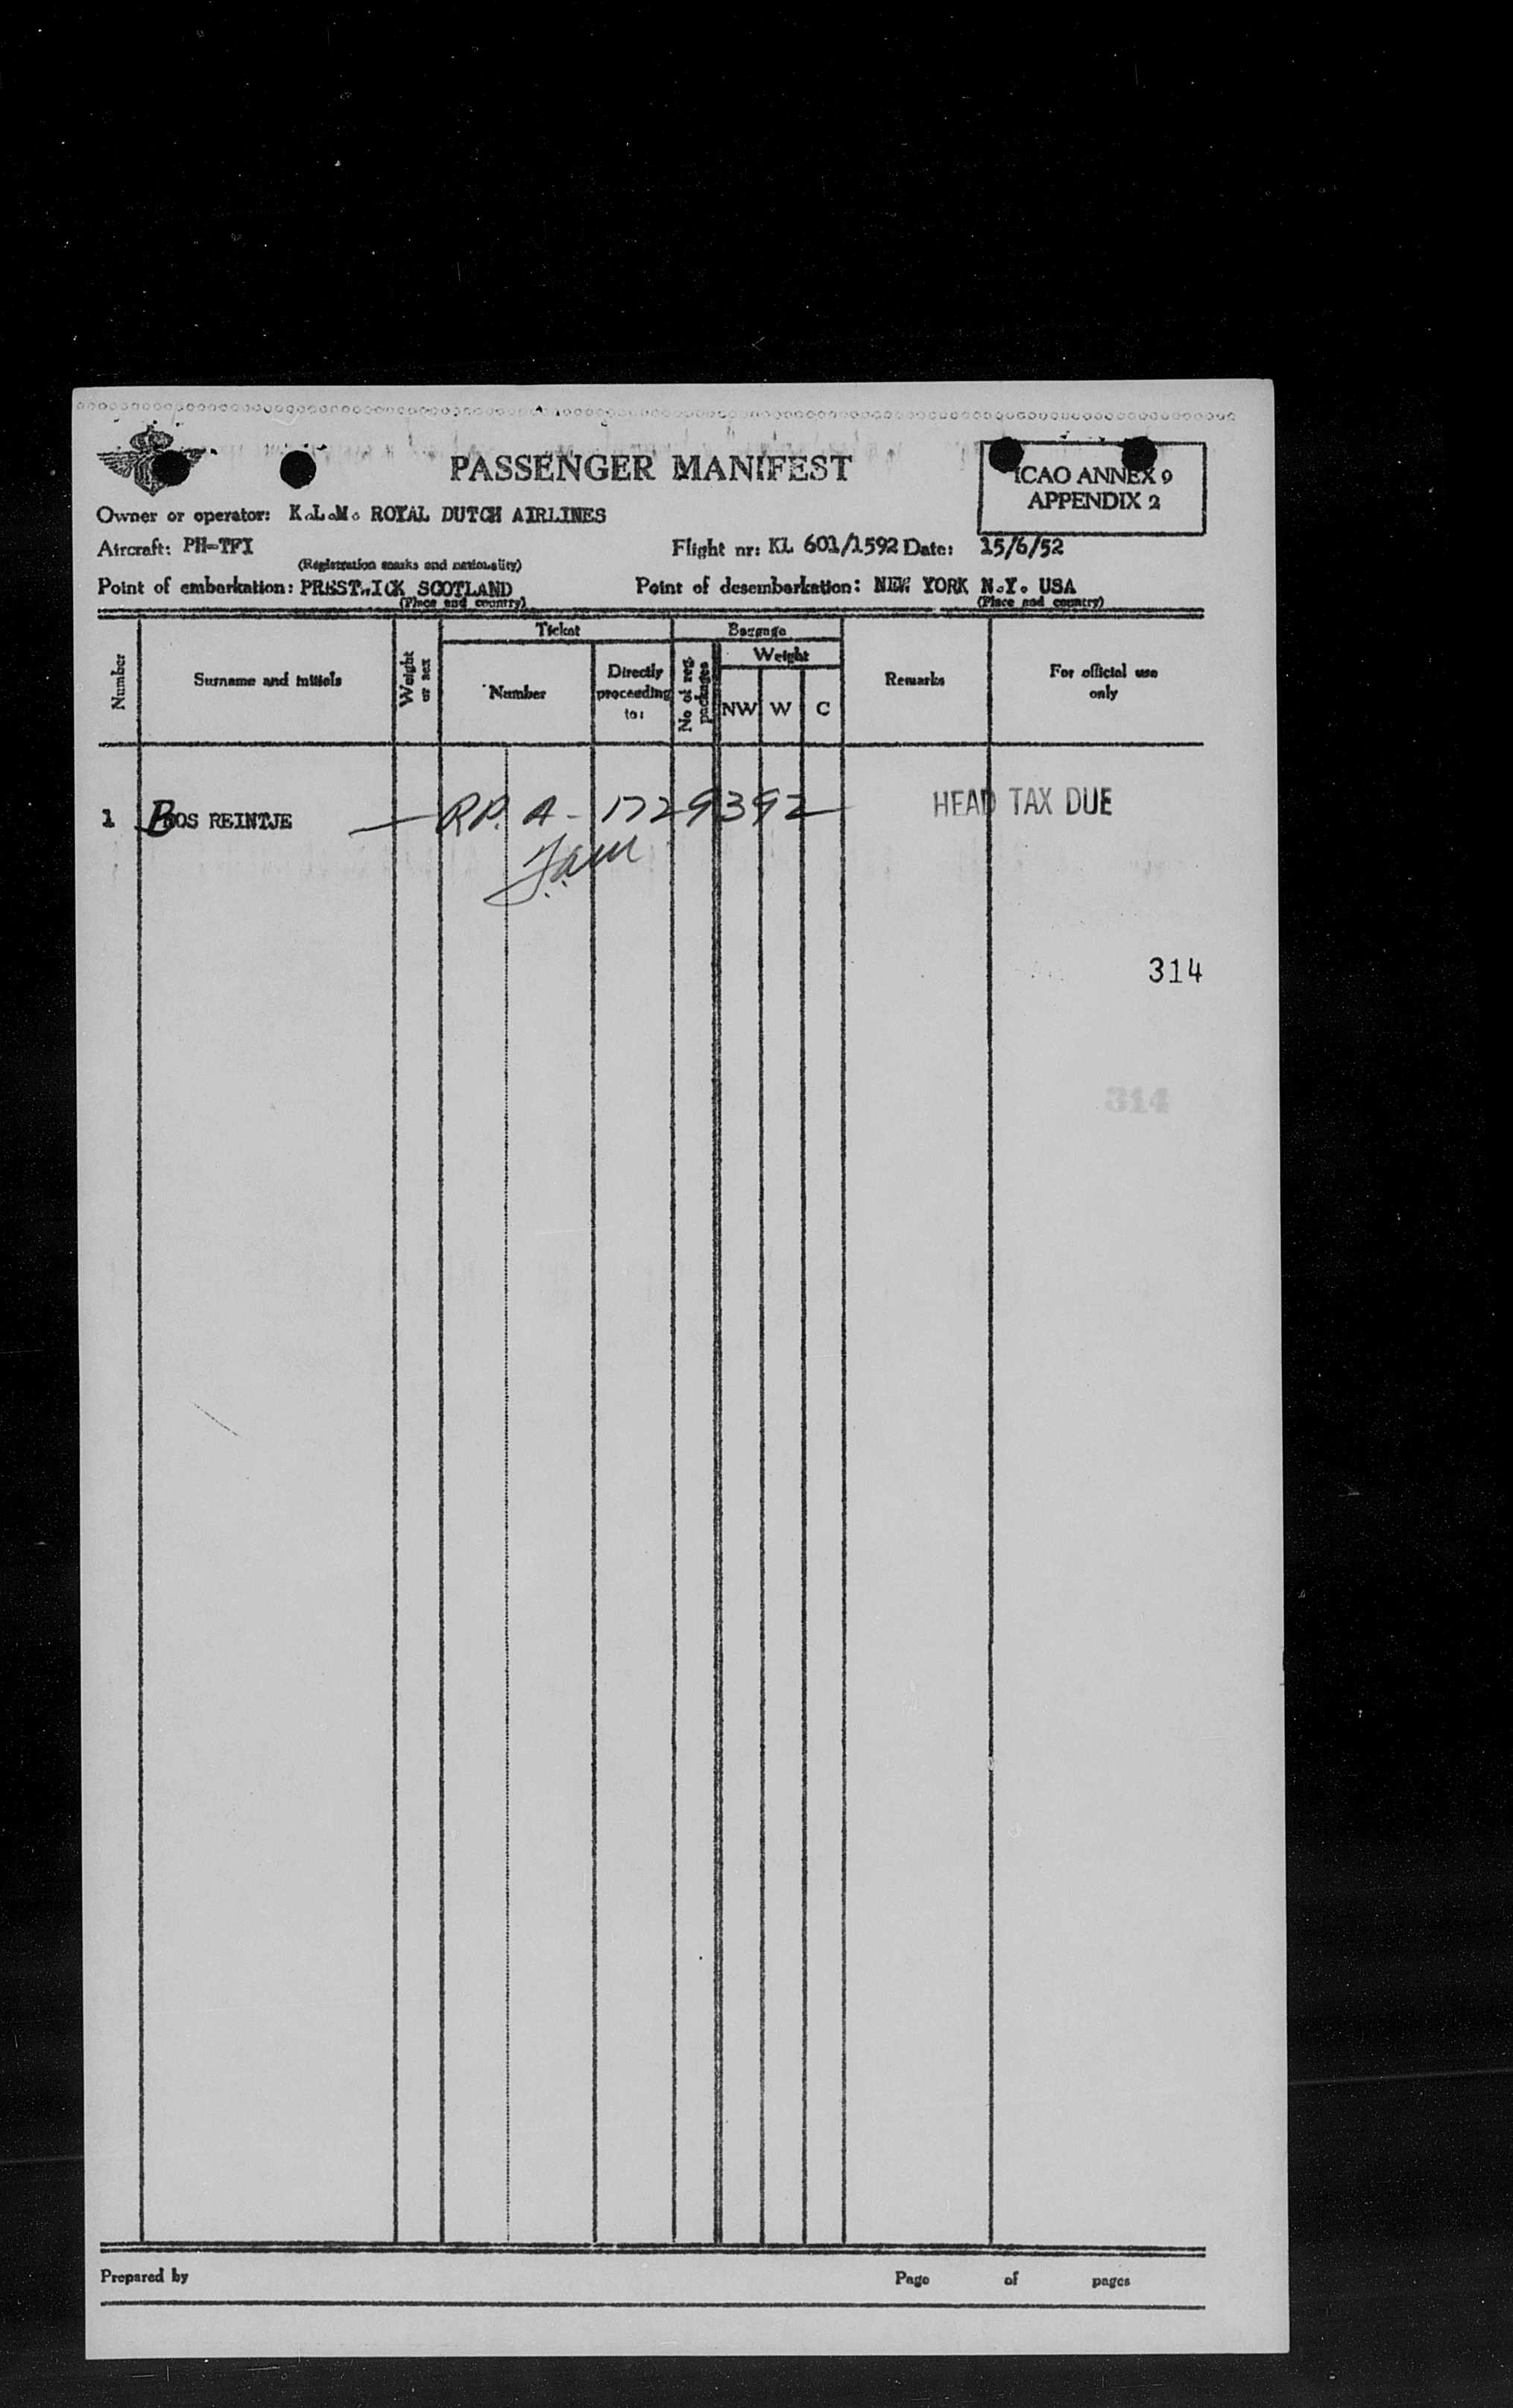 PASSENGER MANIFEST
ICAO ANNEX 9
APPENDIX 2
Owner or operator: K.L.M. ROYAL DUTCH AIRLINES
Aircraft: PH-TFI
(Registration marks and nationality)
Flight nr: KL 601/1592 Date: 15/6/52
Point of embarkation: PRESTWICK SCOTLAND
(Place and country)
Point of desembarkation: NEW YORK N.Y. USA
(Place and country)
Number
Surname and initials
Weight or sex
Ticket
Number
Directly proceeding to:
Baggage
No of reg. packages
Weight
NW
W
C
Remarks
For official use only
1 BOS REINTJE — R.P. A-1729392
HEAD TAX DUE
314
314
Prepared by
Page of pages